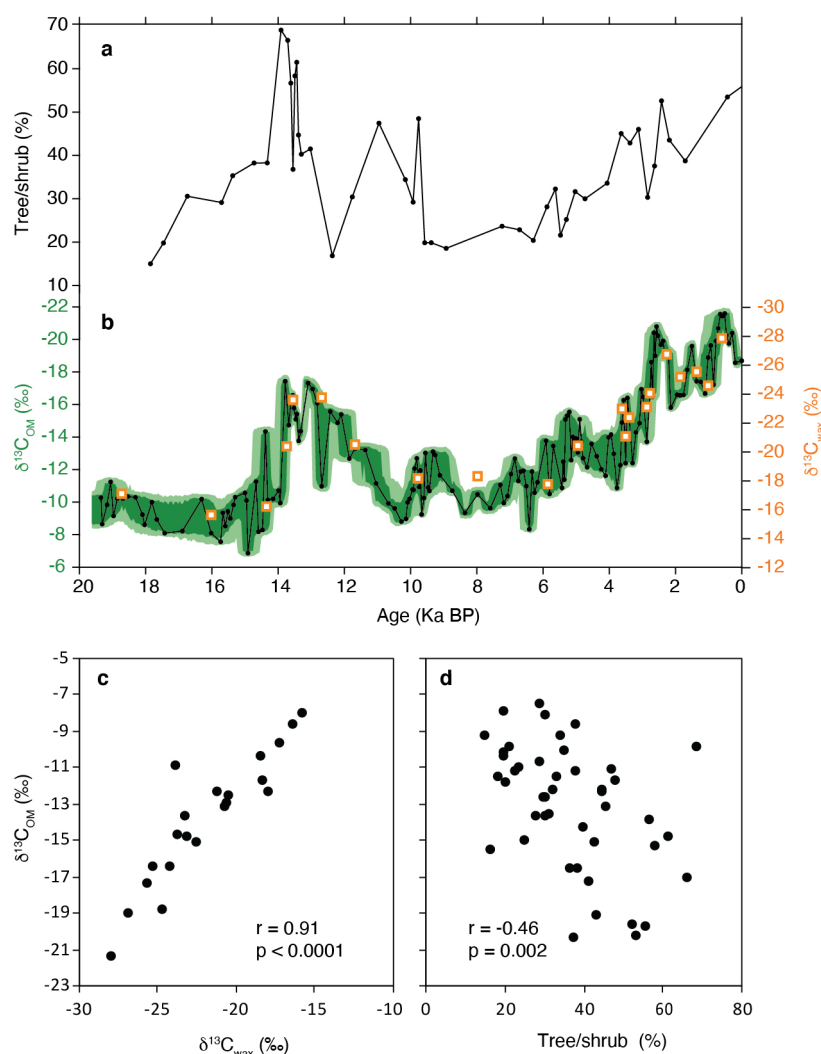 a
70
60
50
40
30
20
10
Tree/shrub (%)
b
-22
-20
-18
-16
-14
-12
-10
-8
-6
δ13COM (‰)
-30
-28
-26
-24
-22
-20
-18
-16
-14
-12
δ13Cwax (‰)
20 18 16 14 12 10 8 6 4 2 0
Age (Ka BP)
c
-5
-7
-9
-11
-13
-15
-17
-19
-21
-23
δ13COM (‰)
r = 0.91
p < 0.0001
-30 -25 -20 -15 -10
δ13Cwax (‰)
d
r = -0.46
p = 0.002
0 20 40 60 80
Tree/shrub (%)